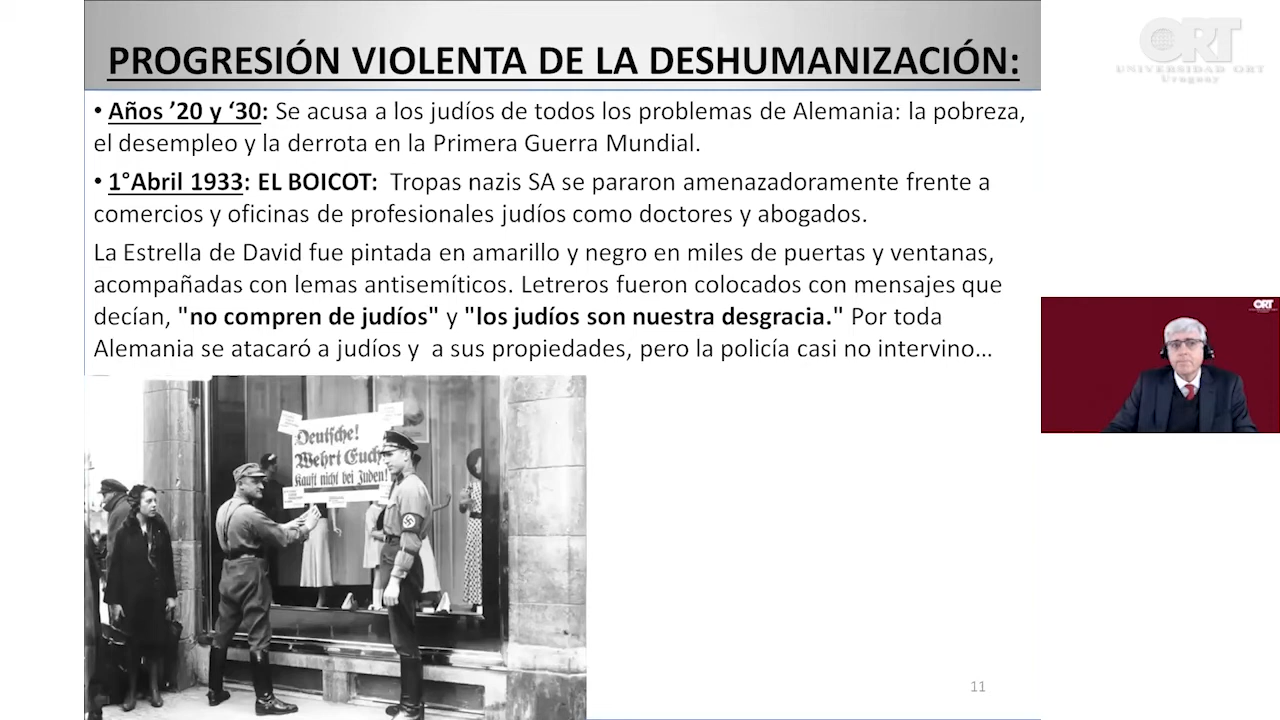 PROGRESIÓN VIOLENTA DE LA DESHUMANIZACIÓN:
• Años ’20 y ‘30: Se acusa a los judíos de todos los problemas de Alemania: la pobreza,
el desempleo y la derrota en la Primera Guerra Mundial.
• 1°Abril 1933: EL BOICOT: Tropas nazis SA se pararon amenazadoramente frente a
comercios y oficinas de profesionales judíos como doctores y abogados.
La Estrella de David fue pintada en amarillo y negro en miles de puertas y ventanas,
acompañadas con lemas antisemíticos. Letreros fueron colocados con mensajes que
decían, "no compren de judíos" y "los judíos son nuestra desgracia." Por toda
Alemania se atacaró a judíos y a sus propiedades, pero la policía casi no intervino...
Deutsche!
Wehrt Euch
Kauft nicht bei Juden!
11
ORT
UNIVERSIDAD ORT
Uruguay
ORT